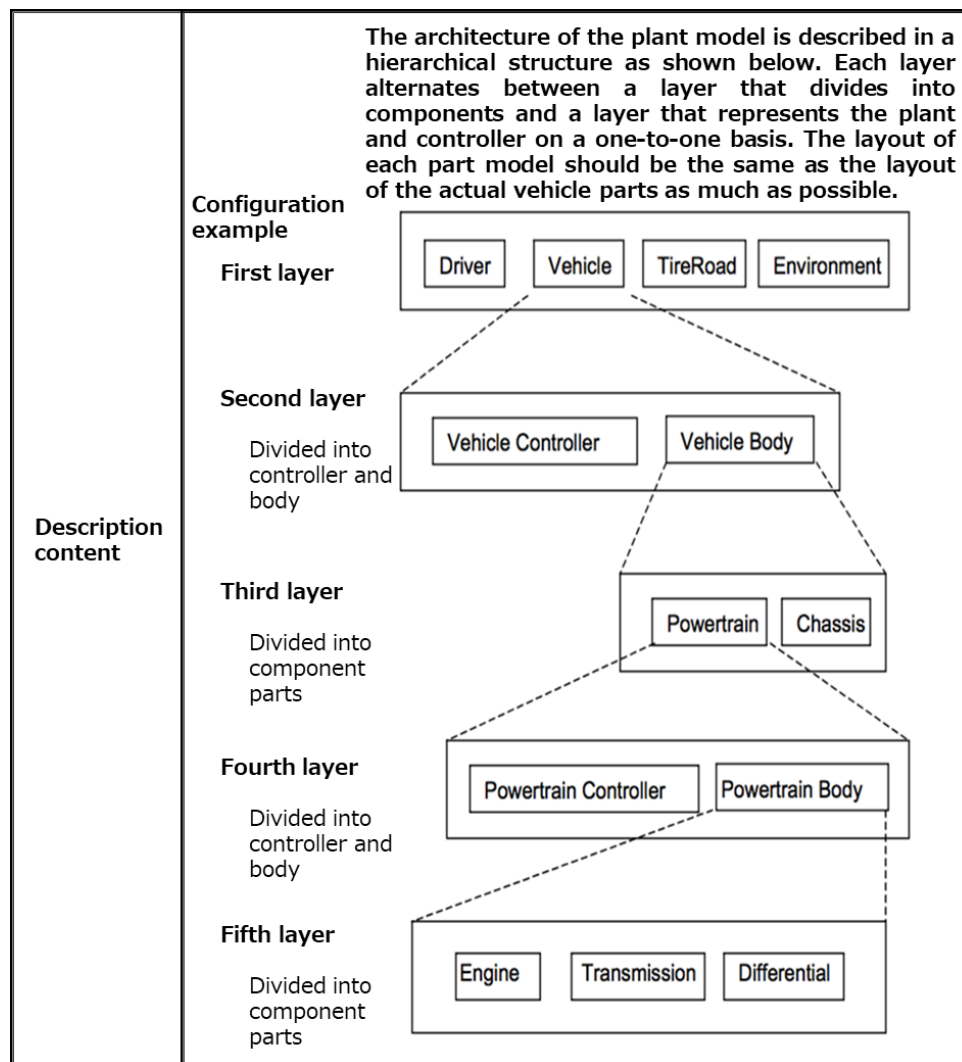 The architecture of the plant model is described in a
hierarchical structure as shown below. Each layer
alternates between a layer that divides into
components and a layer that represents the plant
and controller on a one-to-one basis. The layout of
each part model should be the same as the layout
of the actual vehicle parts as much as possible.
Configuration
example
First layer
Driver
Vehicle
TireRoad
Environment
Second layer
Divided into
controller and
body
Vehicle Controller
Vehicle Body
Description
content
Third layer
Divided into
component
parts
Powertrain
Chassis
Fourth layer
Divided into
controller and
body
Powertrain Controller
Powertrain Body
Fifth layer
Divided into
component
parts
Engine
Transmission
Differential